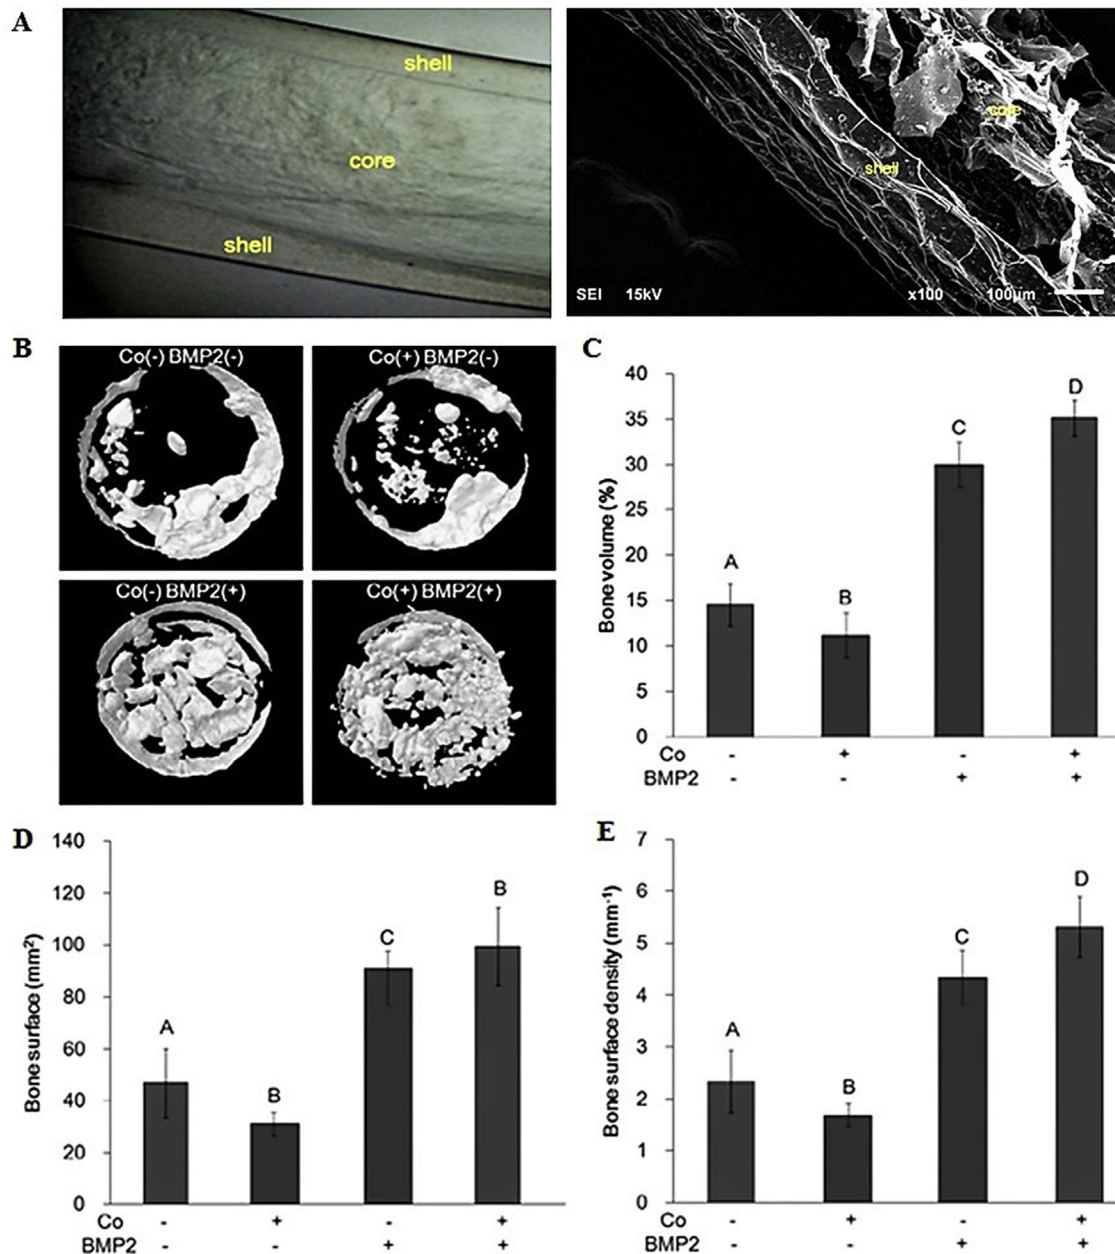 A
shell
core
shell
core
shell
SEI 15kV x100 100µm
B
Co(-) BMP2(-)
Co(+) BMP2(-)
Co(-) BMP2(+)
Co(+) BMP2(+)
C
Bone volume (%)
40
35
30
25
20
15
10
5
0
A
B
C
D
Co - + - +
BMP2 - - + +
D
Bone surface (mm²)
140
120
100
80
60
40
20
0
A
B
C
B
Co - + - +
BMP2 - - + +
E
Bone surface density (mm⁻¹)
7
6
5
4
3
2
1
0
A
B
C
D
Co - + - +
BMP2 - - + +